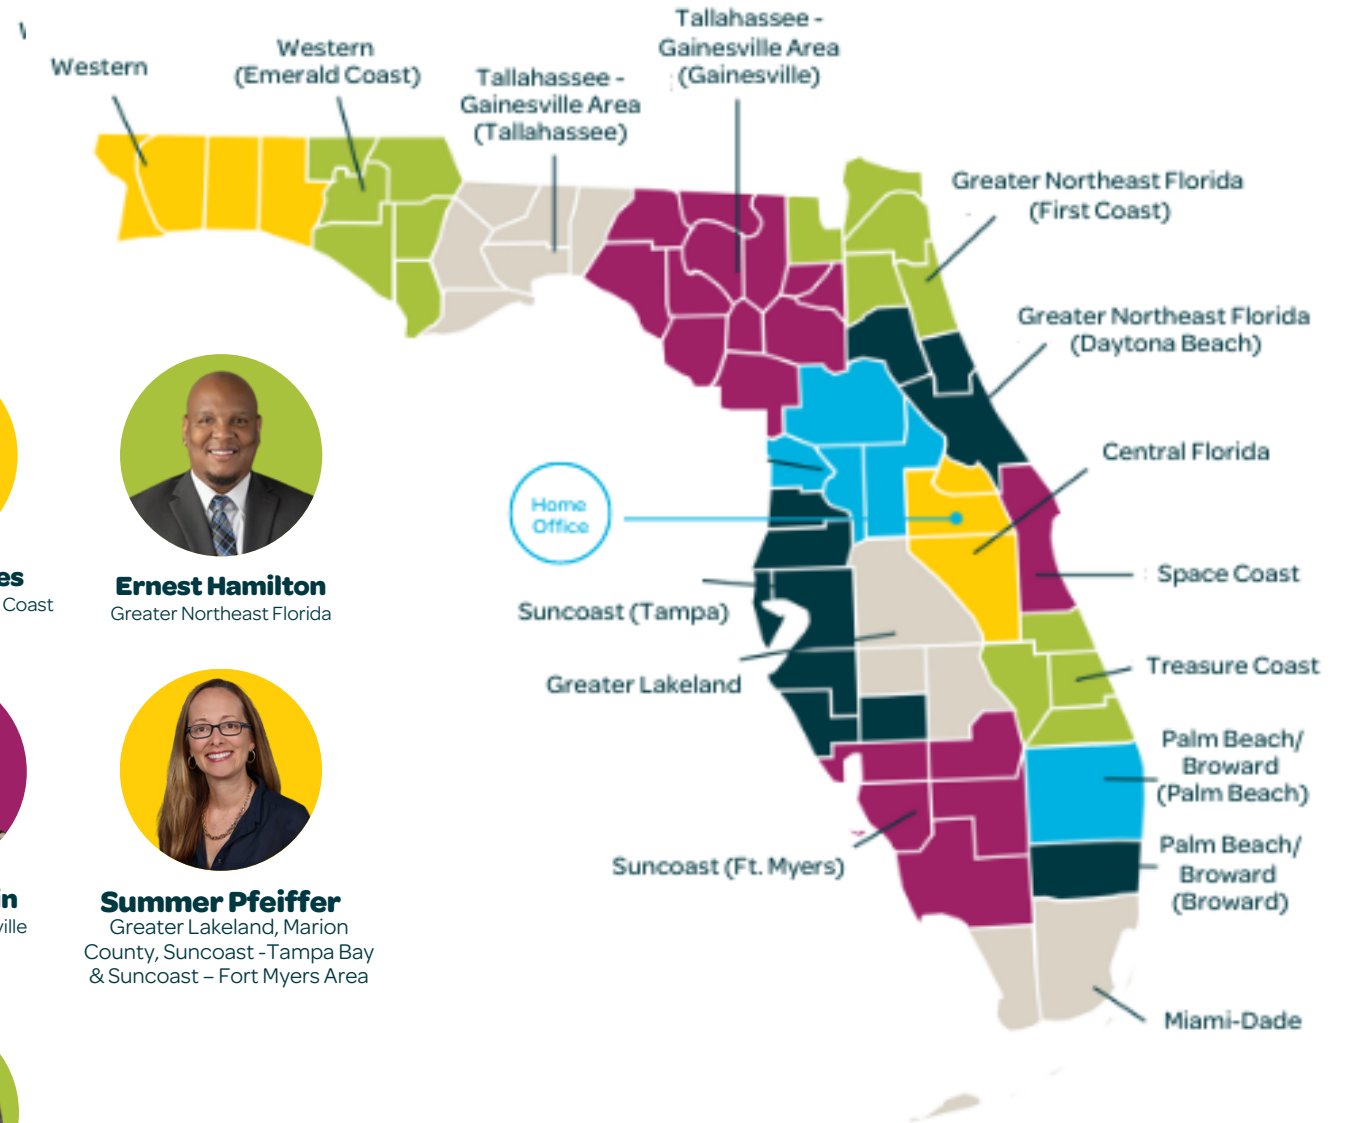 Western
Western
(Emerald Coast)
Tallahassee -
Gainesville Area
(Tallahassee)
Tallahassee -
Gainesville Area
(Gainesville)
Greater Northeast Florida
(First Coast)
Greater Northeast Florida
(Daytona Beach)
Central Florida
Home
Office
Space Coast
Suncoast (Tampa)
Greater Lakeland
Treasure Coast
Palm Beach/
Broward
(Palm Beach)
Suncoast (Ft. Myers)
Palm Beach/
Broward
(Broward)
Miami-Dade
es
Coast
Ernest Hamilton
Greater Northeast Florida
in
ville
Summer Pfeiffer
Greater Lakeland, Marion
County, Suncoast -Tampa Bay
& Suncoast – Fort Myers Area